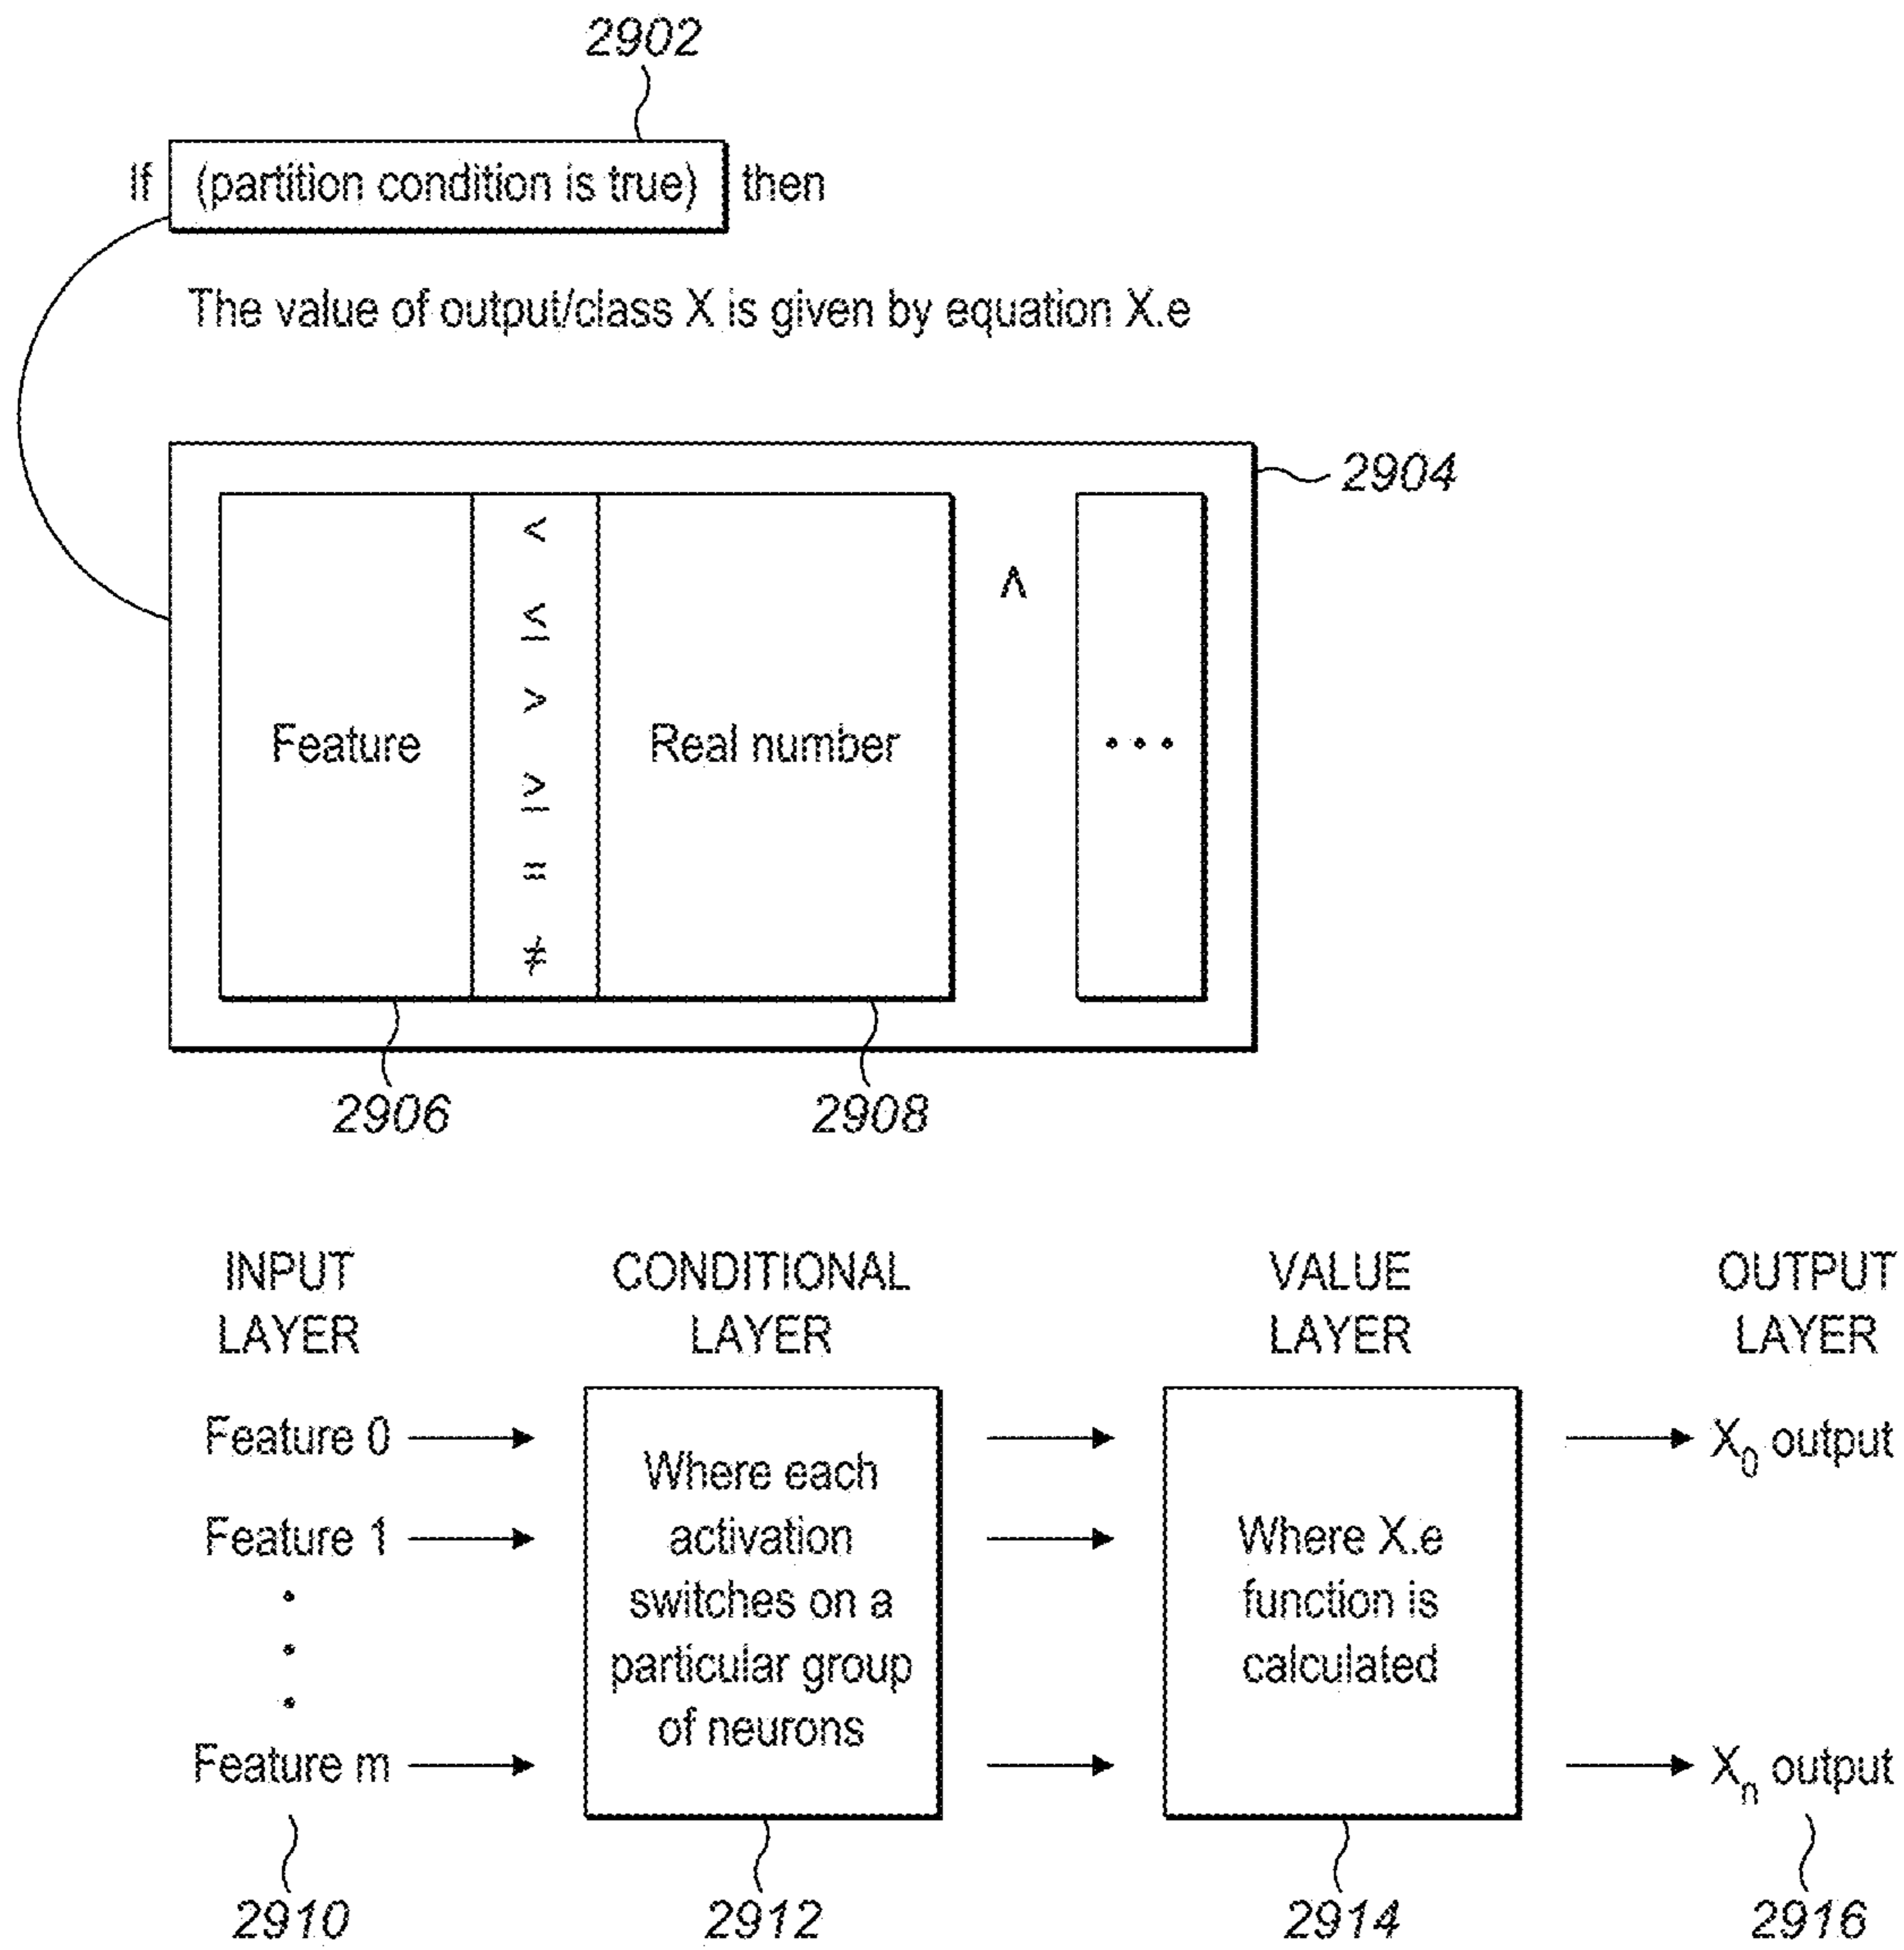 2902
If (partition condition is true) then
The value of output/class X is given by equation X.e
2904
<
≤
>
≥
=
≠
Feature
Real number
∧
...
2906
2908
INPUT
LAYER
CONDITIONAL
LAYER
VALUE
LAYER
OUTPUT
LAYER
Feature 0
Feature 1
Feature m
Where each
activation
switches on a
particular group
of neurons
Where X.e
function is
calculated
X₀ output
Xₙ output
2910
2912
2914
2916